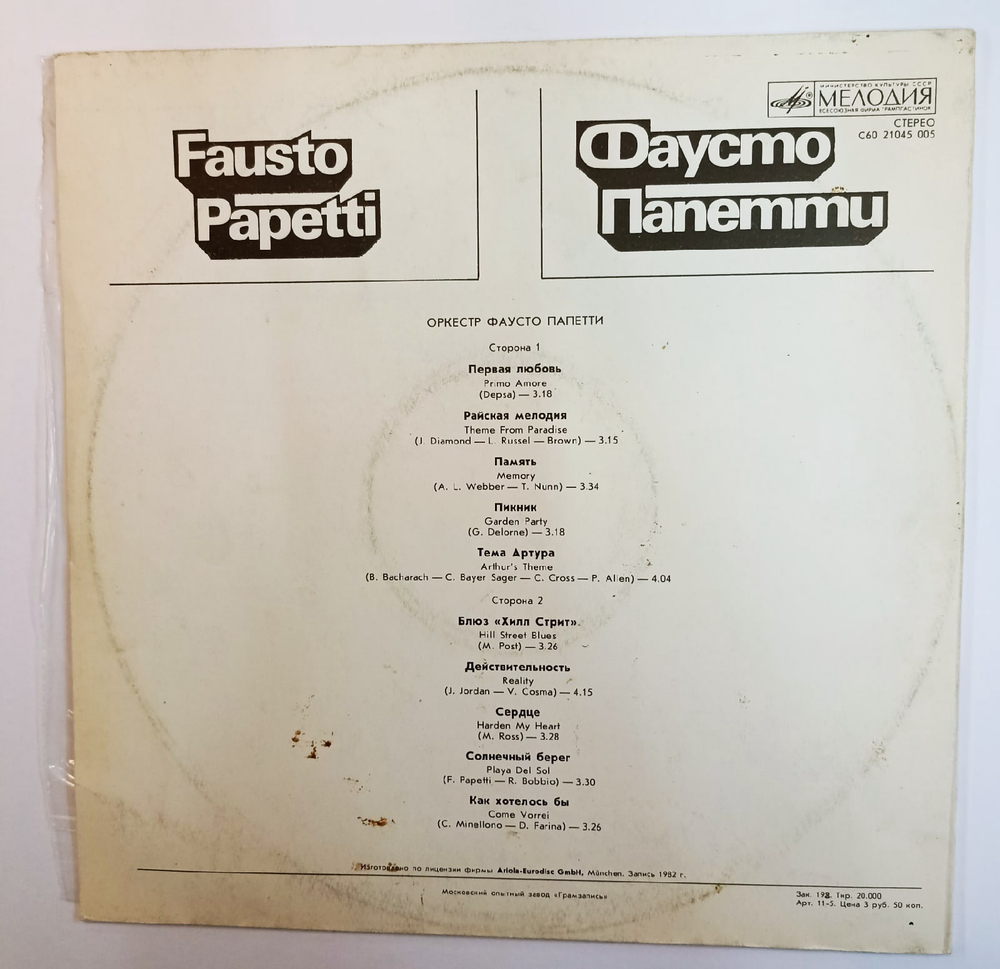 МИНИСТЕРСТВО КУЛЬТУРЫ СССР
МЕЛОДИЯ
ВСЕСОЮЗНАЯ ФИРМА ГРАМПЛАСТИНОК
СТЕРЕО
С60 21045 005
Fausto
Papetti
Фаусто
Папетти
ОРКЕСТР ФАУСТО ПАПЕТТИ
Сторона 1
Первая любовь
Primo Amore
(Depsa) — 3.18
Райская мелодия
Theme From Paradise
(J. Diamond — L. Russel — Brown) — 3.15
Память
Memory
(A. L. Webber — T. Nunn) — 3.34
Пикник
Garden Party
(G. Delorne) — 3.18
Тема Артура
Arthur's Theme
(B. Bacharach — C. Bayer Sager — C. Cross — P. Allen) — 4.04
Сторона 2
Блюз «Хилл Стрит»
Hill Street Blues
(M. Post) — 3.26
Действительность
Reality
(J. Jordan — V. Cosma) — 4.15
Сердце
Harden My Heart
(M. Ross) — 3.28
Солнечный берег
Playa Del Sol
(F. Papetti — R. Bobbio) — 3.30
Как хотелось бы
Come Vorrei
(C. Minellono — D. Farina) — 3.26
Изготовлено по лицензии фирмы Ariola-Eurodisc GmbH, München. Запись 1982 г.
Московский опытный завод «Грамзапись»
Зак. 198. Тир. 20.000
Арт. 11-5. Цена 3 руб. 50 коп.